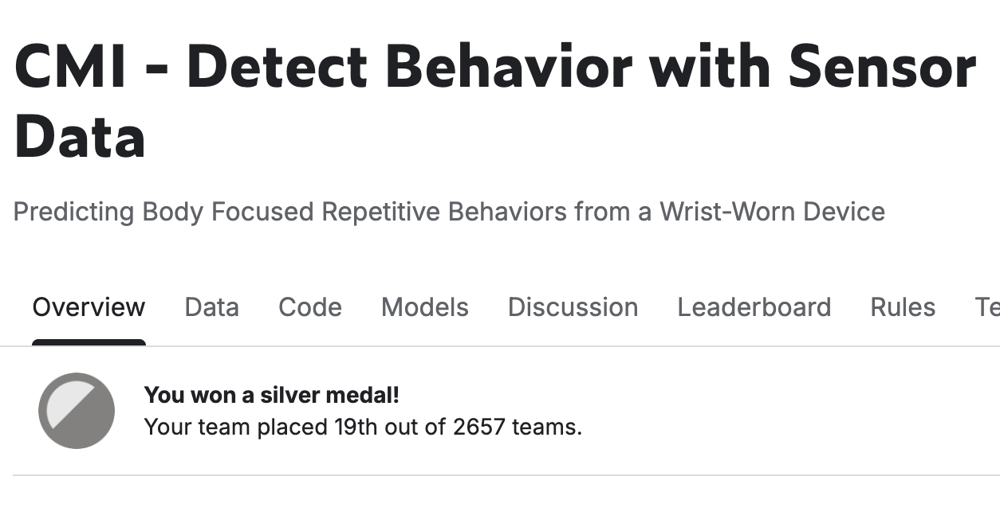 CMI - Detect Behavior with Sensor
Data
Predicting Body Focused Repetitive Behaviors from a Wrist-Worn Device
Overview Data Code Models Discussion Leaderboard Rules
You won a silver medal!
Your team placed 19th out of 2657 teams.